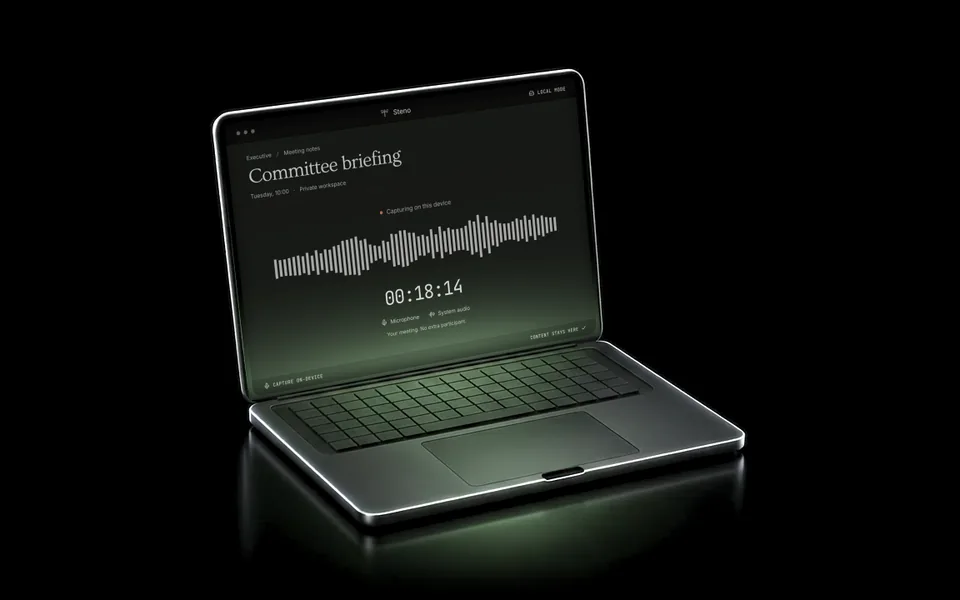 Steno
LOCAL MODE
Executive / Meeting notes
Committee briefing
Tuesday, 10:00 · Private workspace
Capturing on this device
00:18:14
Microphone System audio
Your meeting. No extra participant.
CAPTURE ON-DEVICE
CONTENT STAYS HERE